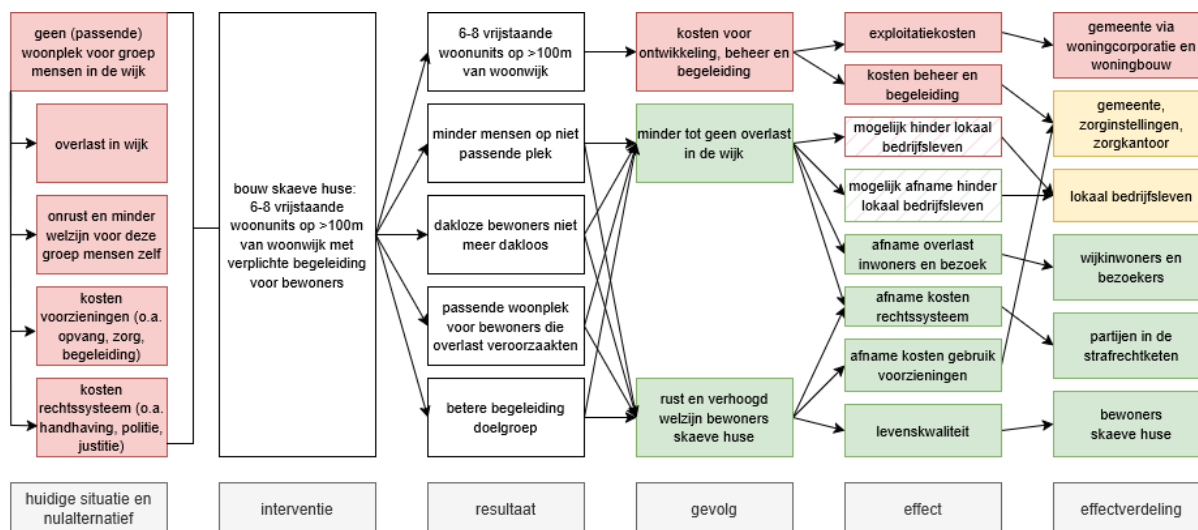 geen (passende)
woonplek voor groep
mensen in de wijk
overlast in wijk
onrust en minder
welzijn voor deze
groep mensen zelf
kosten
voorzieningen (o.a.
opvang, zorg,
begeleiding)
kosten
rechtssysteem (o.a.
handhaving, politie,
justitie)
huidige situatie en
nulalternatief
bouw skaeve huse:
6-8 vrijstaande
woonunits op >100m
van woonwijk met
verplichte begeleiding
voor bewoners
interventie
6-8 vrijstaande
woonunits op >100m
van woonwijk
minder mensen op niet
passende plek
dakloze bewoners niet
meer dakloos
passende woonplek
voor bewoners die
overlast veroorzaakten
betere begeleiding
doelgroep
resultaat
kosten voor
ontwikkeling, beheer en
begeleiding
minder tot geen overlast
in de wijk
rust en verhoogd
welzijn bewoners
skaeve huse
gevolg
exploitatiekosten
kosten beheer en
begeleiding
mogelijk hinder lokaal
bedrijfsleven
mogelijk afname hinder
lokaal bedrijfsleven
afname overlast
inwoners en bezoek
afname kosten
rechtssysteem
afname kosten gebruik
voorzieningen
levenskwaliteit
effect
gemeente via
woningcorporatie en
woningbouw
gemeente,
zorginstellingen,
zorgkantoor
lokaal bedrijfsleven
wijkinwoners en
bezoekers
partijen in de
strafrechtketen
bewoners
skaeve huse
effectverdeling